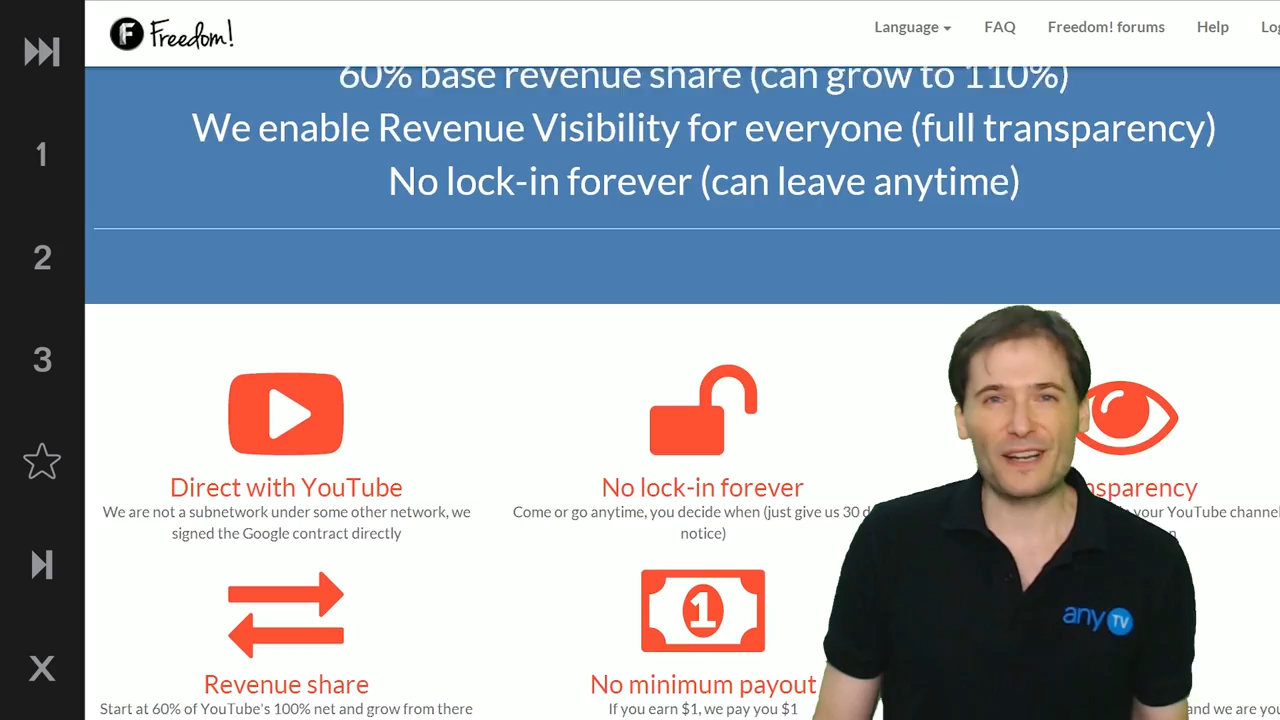 Freedom!
Language
FAQ
Freedom! forums
Help
60% base revenue share (can grow to 110%)
We enable Revenue Visibility for everyone (full transparency)
No lock-in forever (can leave anytime)
1
2
3
X
Direct with YouTube
We are not a subnetwork under some other network, we
signed the Google contract directly
No lock-in forever
Come or go anytime, you decide when (just give us 30
notice)
your YouTube channel
Revenue share
Start at 60% of YouTube's 100% net and grow from there
1
No minimum payout
If you earn $1, we pay you $1
and we are
any TV